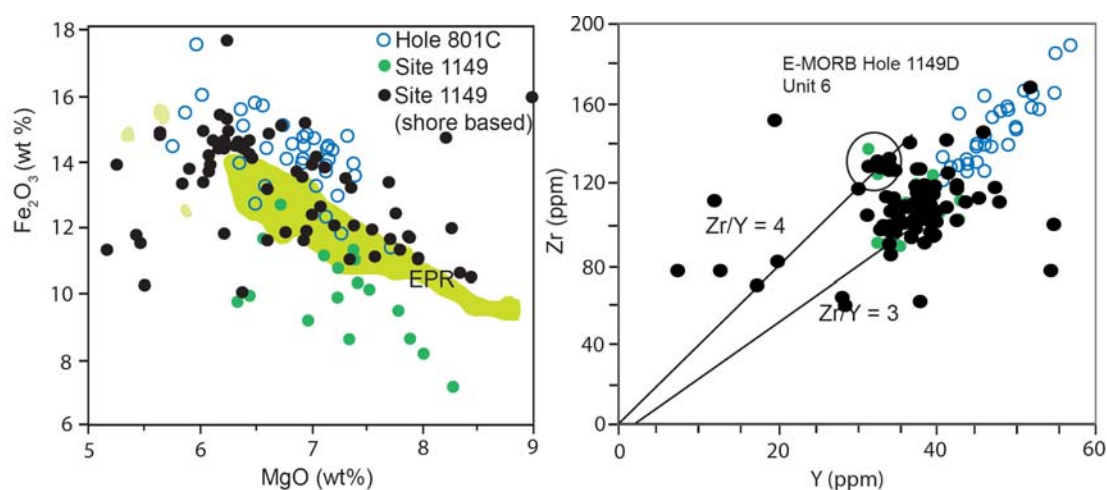 18
16
14
12
10
8
6
Fe₂O₃ (wt %)
5
6
7
8
9
MgO (wt%)
Hole 801C
Site 1149
Site 1149
(shore based)
EPR
200
160
120
80
40
0
Zr (ppm)
0
20
40
60
Y (ppm)
E-MORB Hole 1149D
Unit 6
Zr/Y = 4
Zr/Y = 3